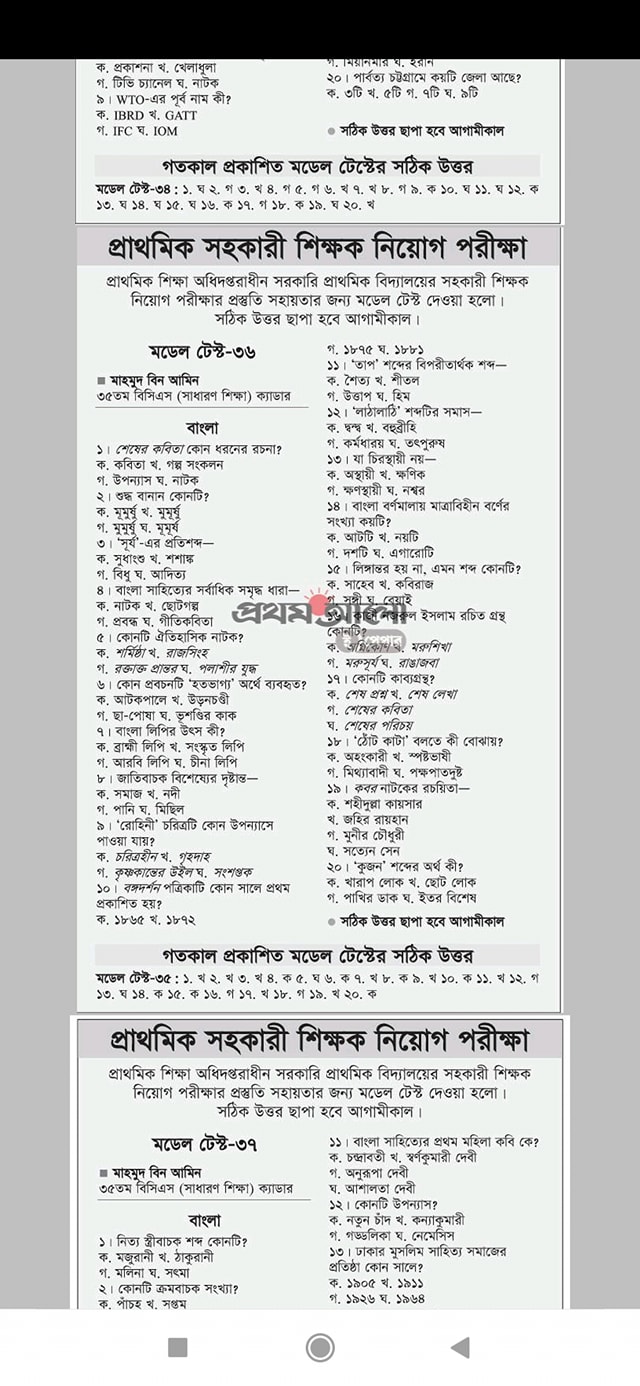 ক. প্রকাশনা খ. খেলাধূলা
গ. টিভি চ্যানেল ঘ. নাটক
৯। WTO-এর পূর্ব নাম কী?
ক. IBRD খ. GATT
গ. IFC ঘ. IOM
গ. মিয়ানমার ঘ. ইরান
২০। পার্বত্য চট্টগ্রামে কয়টি জেলা আছে?
ক. ৩টি খ. ৫টি গ. ৭টি ঘ. ৯টি
● সঠিক উত্তর ছাপা হবে আগামীকাল
গতকাল প্রকাশিত মডেল টেস্টের সঠিক উত্তর
মডেল টেস্ট-৩৪ : ১. ঘ ২. গ ৩. খ ৪. গ ৫. গ ৬. খ ৭. খ ৮. গ ৯. ক ১০. ঘ ১১. ঘ ১২. ক
১৩. ঘ ১৪. ঘ ১৫. ঘ ১৬. ক ১৭. গ ১৮. ক ১৯. ঘ ২০. খ
প্রাথমিক সহকারী শিক্ষক নিয়োগ পরীক্ষা
প্রাথমিক শিক্ষা অধিদপ্তরাধীন সরকারি প্রাথমিক বিদ্যালয়ের সহকারী শিক্ষক
নিয়োগ পরীক্ষার প্রস্তুতি সহায়তার জন্য মডেল টেস্ট দেওয়া হলো।
সঠিক উত্তর ছাপা হবে আগামীকাল।
মডেল টেস্ট-৩৬
■ মাহমুদ বিন আমিন
৩৫তম বিসিএস (সাধারণ শিক্ষা) ক্যাডার
বাংলা
১। শেষের কবিতা কোন ধরনের রচনা?
ক. কবিতা খ. গল্প সংকলন
গ. উপন্যাস ঘ. নাটক
২। শুদ্ধ বানান কোনটি?
ক. মূমুর্ষু খ. মুমূর্ষু
গ. মুমুর্ষু ঘ. মূমূর্ষ
৩। ‘সূর্য’-এর প্রতিশব্দ—
ক. সুধাংশু খ. শশাঙ্ক
গ. বিধু ঘ. আদিত্য
৪। বাংলা সাহিত্যের সর্বাধিক সমৃদ্ধ ধারা—
ক. নাটক খ. ছোটগল্প
গ. প্রবন্ধ ঘ. গীতিকবিতা
৫। কোনটি ঐতিহাসিক নাটক?
ক. শর্মিষ্ঠা খ. রাজসিংহ
গ. রক্তাক্ত প্রান্তর ঘ. পলাশীর যুদ্ধ
৬। কোন প্রবচনটি ‘হতভাগ্য’ অর্থে ব্যবহৃত?
ক. আটকপালে খ. উড়নচণ্ডী
গ. ছা-পোষা ঘ. ভূশণ্ডির কাক
৭। বাংলা লিপির উৎস কী?
ক. ব্রাহ্মী লিপি খ. সংস্কৃত লিপি
গ. আরবি লিপি ঘ. চীনা লিপি
৮। জাতিবাচক বিশেষ্যের দৃষ্টান্ত—
ক. সমাজ খ. নদী
গ. পানি ঘ. মিছিল
৯। ‘রোহিনী’ চরিত্রটি কোন উপন্যাসে
পাওয়া যায়?
ক. চরিত্রহীন খ. গৃহদাহ
গ. কৃষ্ণকান্তের উইল ঘ. সংশপ্তক
১০। বঙ্গদর্শন পত্রিকাটি কোন সালে প্রথম
প্রকাশিত হয়?
ক. ১৮৬৫ খ. ১৮৭২
গ. ১৮৭৫ ঘ. ১৮৮১
১১। ‘তাপ’ শব্দের বিপরীতার্থক শব্দ—
ক. শৈত্য খ. শীতল
গ. উত্তাপ ঘ. হিম
১২। ‘লাঠালাঠি’ শব্দটির সমাস—
ক. দ্বন্দ্ব খ. বহুব্রীহি
গ. কর্মধারয় ঘ. তৎপুরুষ
১৩। যা চিরস্থায়ী নয়—
ক. অস্থায়ী খ. ক্ষণিক
গ. ক্ষণস্থায়ী ঘ. নশ্বর
১৪। বাংলা বর্ণমালায় মাত্রাবিহীন বর্ণের
সংখ্যা কয়টি?
ক. আটটি খ. নয়টি
গ. দশটি ঘ. এগারোটি
১৫। লিঙ্গান্তর হয় না, এমন শব্দ কোনটি?
ক. সাহেব খ. কবিরাজ
গ. সঙ্গী ঘ. বেয়াই
১৬। কাজী নজরুল ইসলাম রচিত গ্রন্থ
কোনটি?
ক. অগ্নিকোণ খ. মরুশিখা
গ. মরুসূর্য ঘ. রাঙাজবা
১৭। কোনটি কাব্যগ্রন্থ?
ক. শেষ প্রশ্ন খ. শেষ লেখা
গ. শেষের কবিতা
ঘ. শেষের পরিচয়
১৮। ‘ঠোঁট কাটা’ বলতে কী বোঝায়?
ক. অহংকারী খ. স্পষ্টভাষী
গ. মিথ্যাবাদী ঘ. পক্ষপাতদুষ্ট
১৯। কবর নাটকের রচয়িতা—
ক. শহীদুল্লা কায়সার
খ. জহির রায়হান
গ. মুনীর চৌধুরী
ঘ. সত্যেন সেন
২০। ‘কুজন’ শব্দের অর্থ কী?
ক. খারাপ লোক খ. ছোট লোক
গ. পাখির ডাক ঘ. ইতর বিশেষ
● সঠিক উত্তর ছাপা হবে আগামীকাল
প্রথম আলো
ই-পেপার
গতকাল প্রকাশিত মডেল টেস্টের সঠিক উত্তর
মডেল টেস্ট-৩৫ : ১. খ ২. খ ৩. খ ৪. ক ৫. ঘ ৬. ক ৭. খ ৮. ক ৯. খ ১০. ক ১১. খ ১২. গ
১৩. ঘ ১৪. ক ১৫. ক ১৬. গ ১৭. খ ১৮. গ ১৯. খ ২০. ক
প্রাথমিক সহকারী শিক্ষক নিয়োগ পরীক্ষা
প্রাথমিক শিক্ষা অধিদপ্তরাধীন সরকারি প্রাথমিক বিদ্যালয়ের সহকারী শিক্ষক
নিয়োগ পরীক্ষার প্রস্তুতি সহায়তার জন্য মডেল টেস্ট দেওয়া হলো।
সঠিক উত্তর ছাপা হবে আগামীকাল।
মডেল টেস্ট-৩৭
■ মাহমুদ বিন আমিন
৩৫তম বিসিএস (সাধারণ শিক্ষা) ক্যাডার
বাংলা
১। নিত্য স্ত্রীবাচক শব্দ কোনটি?
ক. মজুরানী খ. ঠাকুরানী
গ. মলিনা ঘ. সৎমা
২। কোনটি ক্রমবাচক সংখ্যা?
ক. পাঁচই খ. সপ্তম
১১। বাংলা সাহিত্যের প্রথম মহিলা কবি কে?
ক. চন্দ্রাবতী খ. স্বর্ণকুমারী দেবী
গ. অনুরূপা দেবী
ঘ. আশালতা দেবী
১২। কোনটি উপন্যাস?
ক. নতুন চাঁদ খ. কন্যাকুমারী
গ. গড্ডলিকা ঘ. নেমেসিস
১৩। ঢাকার মুসলিম সাহিত্য সমাজের
প্রতিষ্ঠা কোন সালে?
ক. ১৯০৫ খ. ১৯১১
গ. ১৯২৬ ঘ. ১৯৬৪